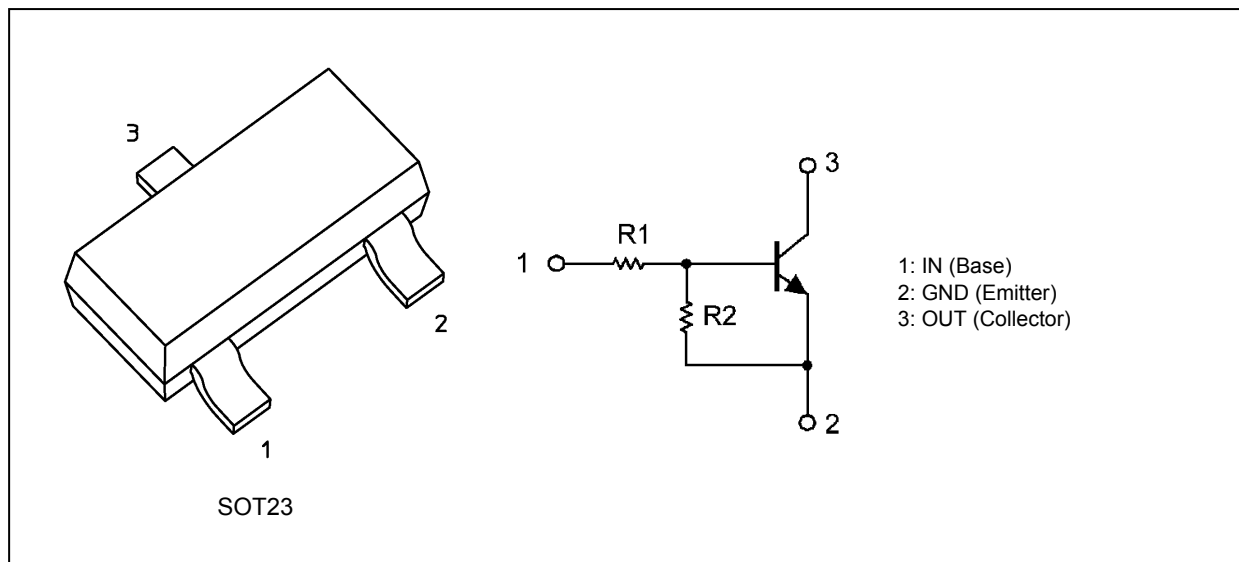 3
2
1
SOT23
3
R1
1
R2
2
1: IN (Base)
2: GND (Emitter)
3: OUT (Collector)